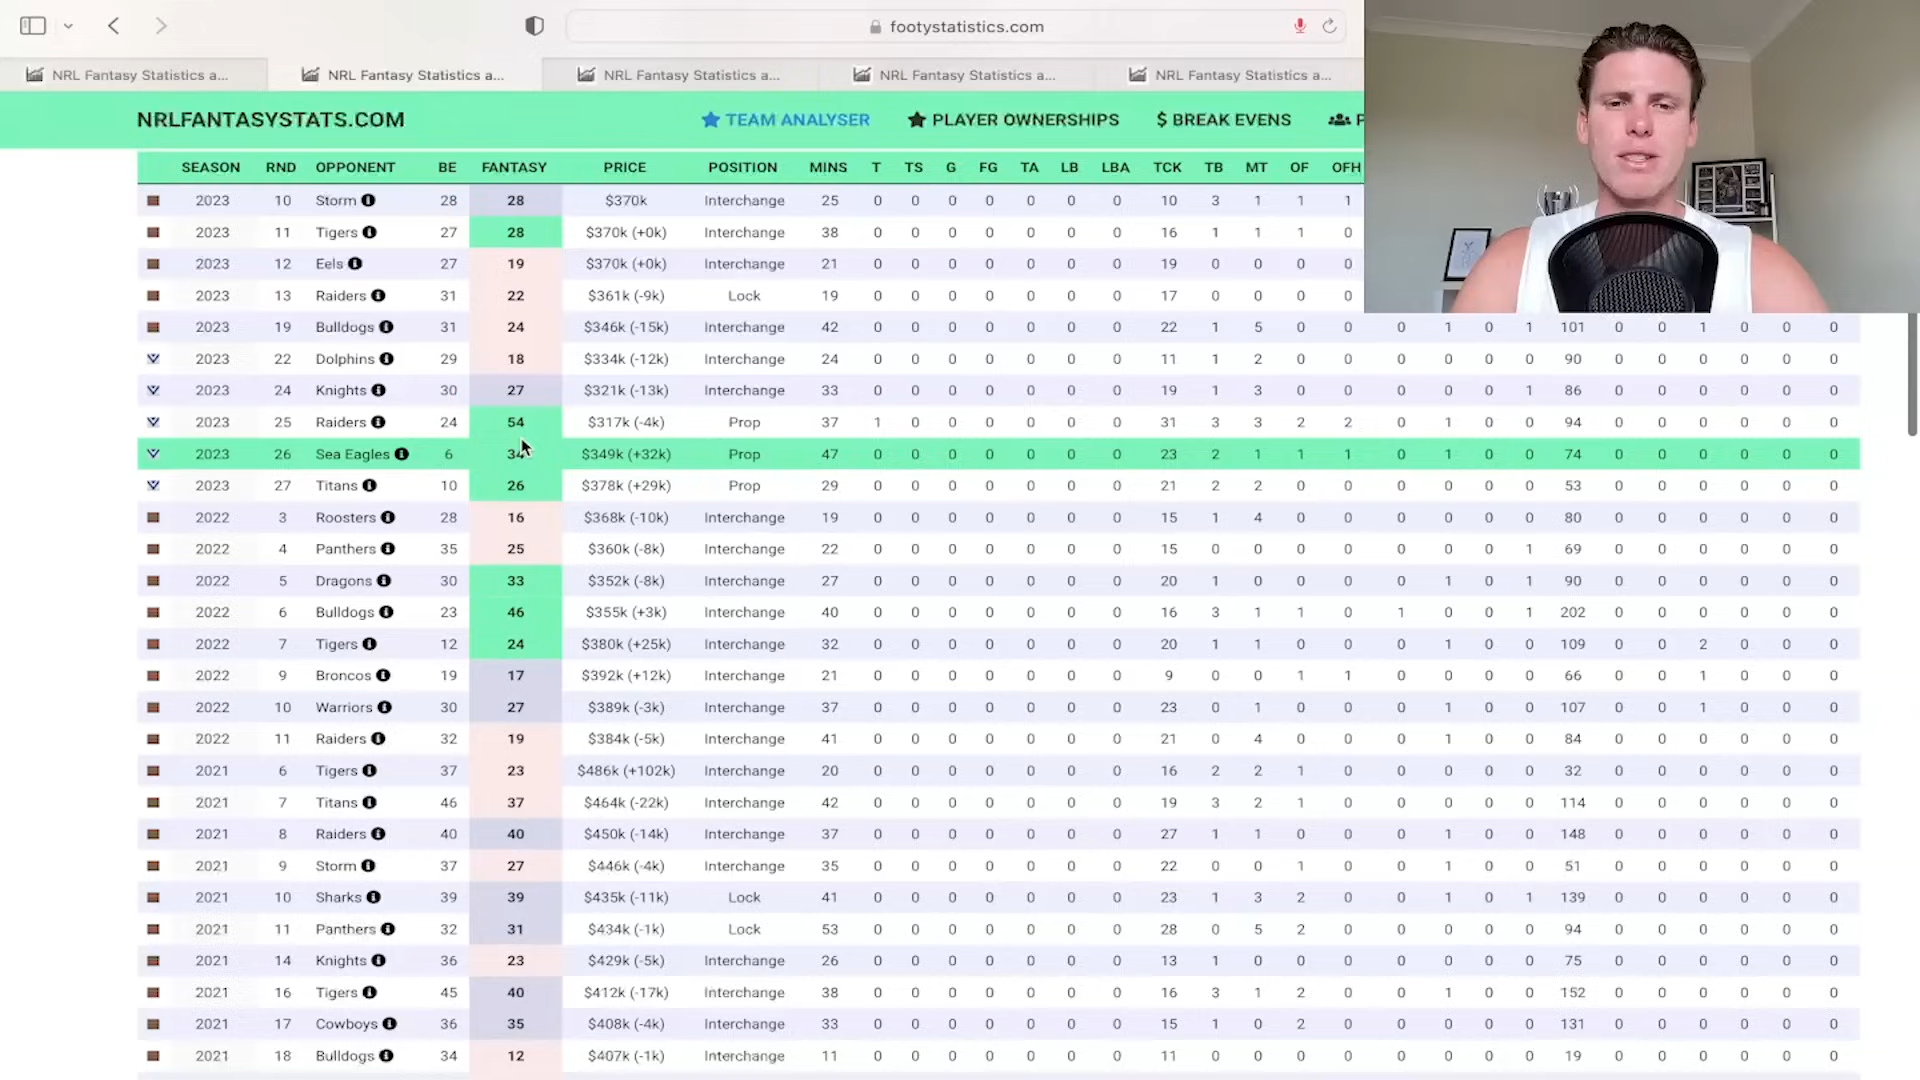 footystatistics.com
NRL Fantasy Statistics a... NRL Fantasy Statistics a... NRL Fantasy Statistics a... NRL Fantasy Statistics a... NRL Fantasy Statistics a...
NRLFANTASYSTATS.COM TEAM ANALYSER PLAYER OWNERSHIPS $ BREAK EVENS P
SEASON RND OPPONENT BE FANTASY PRICE POSITION MINS T TS G FG TA LB LBA TCK TB MT OF OFH
2023 10 Storm 28 28 $370k Interchange 25 0 0 0 0 0 0 0 10 3 1 1 1
2023 11 Tigers 27 28 $370k (+0k) Interchange 38 0 0 0 0 0 0 0 16 1 1 1 0
2023 12 Eels 27 19 $370k (+0k) Interchange 21 0 0 0 0 0 0 0 19 0 0 0 0
2023 13 Raiders 31 22 $361k (-9k) Lock 19 0 0 0 0 0 0 0 17 0 0 0 0
2023 19 Bulldogs 31 24 $346k (-15k) Interchange 42 0 0 0 0 0 0 0 22 1 5 0 0 0 1 0 1 101 0 0 1 0 0 0
2023 22 Dolphins 29 18 $334k (-12k) Interchange 24 0 0 0 0 0 0 0 11 1 2 0 0 0 0 0 0 90 0 0 0 0 0 0
2023 24 Knights 30 27 $321k (-13k) Interchange 33 0 0 0 0 0 0 0 19 1 3 0 0 0 0 0 1 86 0 0 0 0 0 0
2023 25 Raiders 24 54 $317k (-4k) Prop 37 1 0 0 0 0 0 0 31 3 3 2 2 0 1 0 0 94 0 0 0 0 0 0
2023 26 Sea Eagles 6 34 $349k (+32k) Prop 47 0 0 0 0 0 0 0 23 2 1 1 1 0 1 0 0 74 0 0 0 0 0 0
2023 27 Titans 10 26 $378k (+29k) Prop 29 0 0 0 0 0 0 0 21 2 2 0 0 0 0 0 0 53 0 0 0 0 0 0
2022 3 Roosters 28 16 $368k (-10k) Interchange 19 0 0 0 0 0 0 0 15 1 4 0 0 0 0 0 0 80 0 0 0 0 0 0
2022 4 Panthers 35 25 $360k (-8k) Interchange 22 0 0 0 0 0 0 0 15 0 0 0 0 0 0 0 1 69 0 0 0 0 0 0
2022 5 Dragons 30 33 $352k (-8k) Interchange 27 0 0 0 0 0 0 0 20 1 0 0 0 0 1 0 1 90 0 0 0 0 0 0
2022 6 Bulldogs 23 46 $355k (+3k) Interchange 40 0 0 0 0 0 0 0 16 3 1 1 0 1 0 0 1 202 0 0 0 0 0 0
2022 7 Tigers 12 24 $380k (+25k) Interchange 32 0 0 0 0 0 0 0 20 1 1 0 0 0 1 0 0 109 0 0 2 0 0 0
2022 9 Broncos 19 17 $392k (+12k) Interchange 21 0 0 0 0 0 0 0 9 0 0 1 1 0 0 0 0 66 0 0 1 0 0 0
2022 10 Warriors 30 27 $389k (-3k) Interchange 37 0 0 0 0 0 0 0 23 0 1 0 0 0 1 0 0 107 0 0 1 0 0 0
2022 11 Raiders 32 19 $384k (-5k) Interchange 41 0 0 0 0 0 0 0 21 0 4 0 0 0 1 0 0 84 0 0 0 0 0 0
2021 6 Tigers 37 23 $486k (+102k) Interchange 20 0 0 0 0 0 0 0 16 2 2 1 0 0 0 0 0 32 0 0 0 0 0 0
2021 7 Titans 46 37 $464k (-22k) Interchange 42 0 0 0 0 0 0 0 19 3 2 1 0 0 0 0 0 114 0 0 0 0 0 0
2021 8 Raiders 40 40 $450k (-14k) Interchange 37 0 0 0 0 0 0 0 27 1 1 0 0 0 1 0 0 148 0 0 0 0 0 0
2021 9 Storm 37 27 $446k (-4k) Interchange 35 0 0 0 0 0 0 0 22 0 0 1 0 0 1 0 0 51 0 0 0 0 0 0
2021 10 Sharks 39 39 $435k (-11k) Lock 41 0 0 0 0 0 0 0 23 1 3 2 0 0 1 0 1 139 0 0 0 0 0 0
2021 11 Panthers 32 31 $434k (-1k) Lock 53 0 0 0 0 0 0 0 28 0 5 2 0 0 0 0 0 94 0 0 0 0 0 0
2021 14 Knights 36 23 $429k (-5k) Interchange 26 0 0 0 0 0 0 0 13 1 0 0 0 0 0 0 0 75 0 0 0 0 0 0
2021 16 Tigers 45 40 $412k (-17k) Interchange 38 0 0 0 0 0 0 0 16 3 1 2 0 0 1 0 0 152 0 0 0 0 0 0
2021 17 Cowboys 36 35 $408k (-4k) Interchange 33 0 0 0 0 0 0 0 15 1 0 2 0 0 0 0 0 131 0 0 0 0 0 0
2021 18 Bulldogs 34 12 $407k (-1k) Interchange 11 0 0 0 0 0 0 0 11 0 0 0 0 0 0 0 0 19 0 0 0 0 0 0